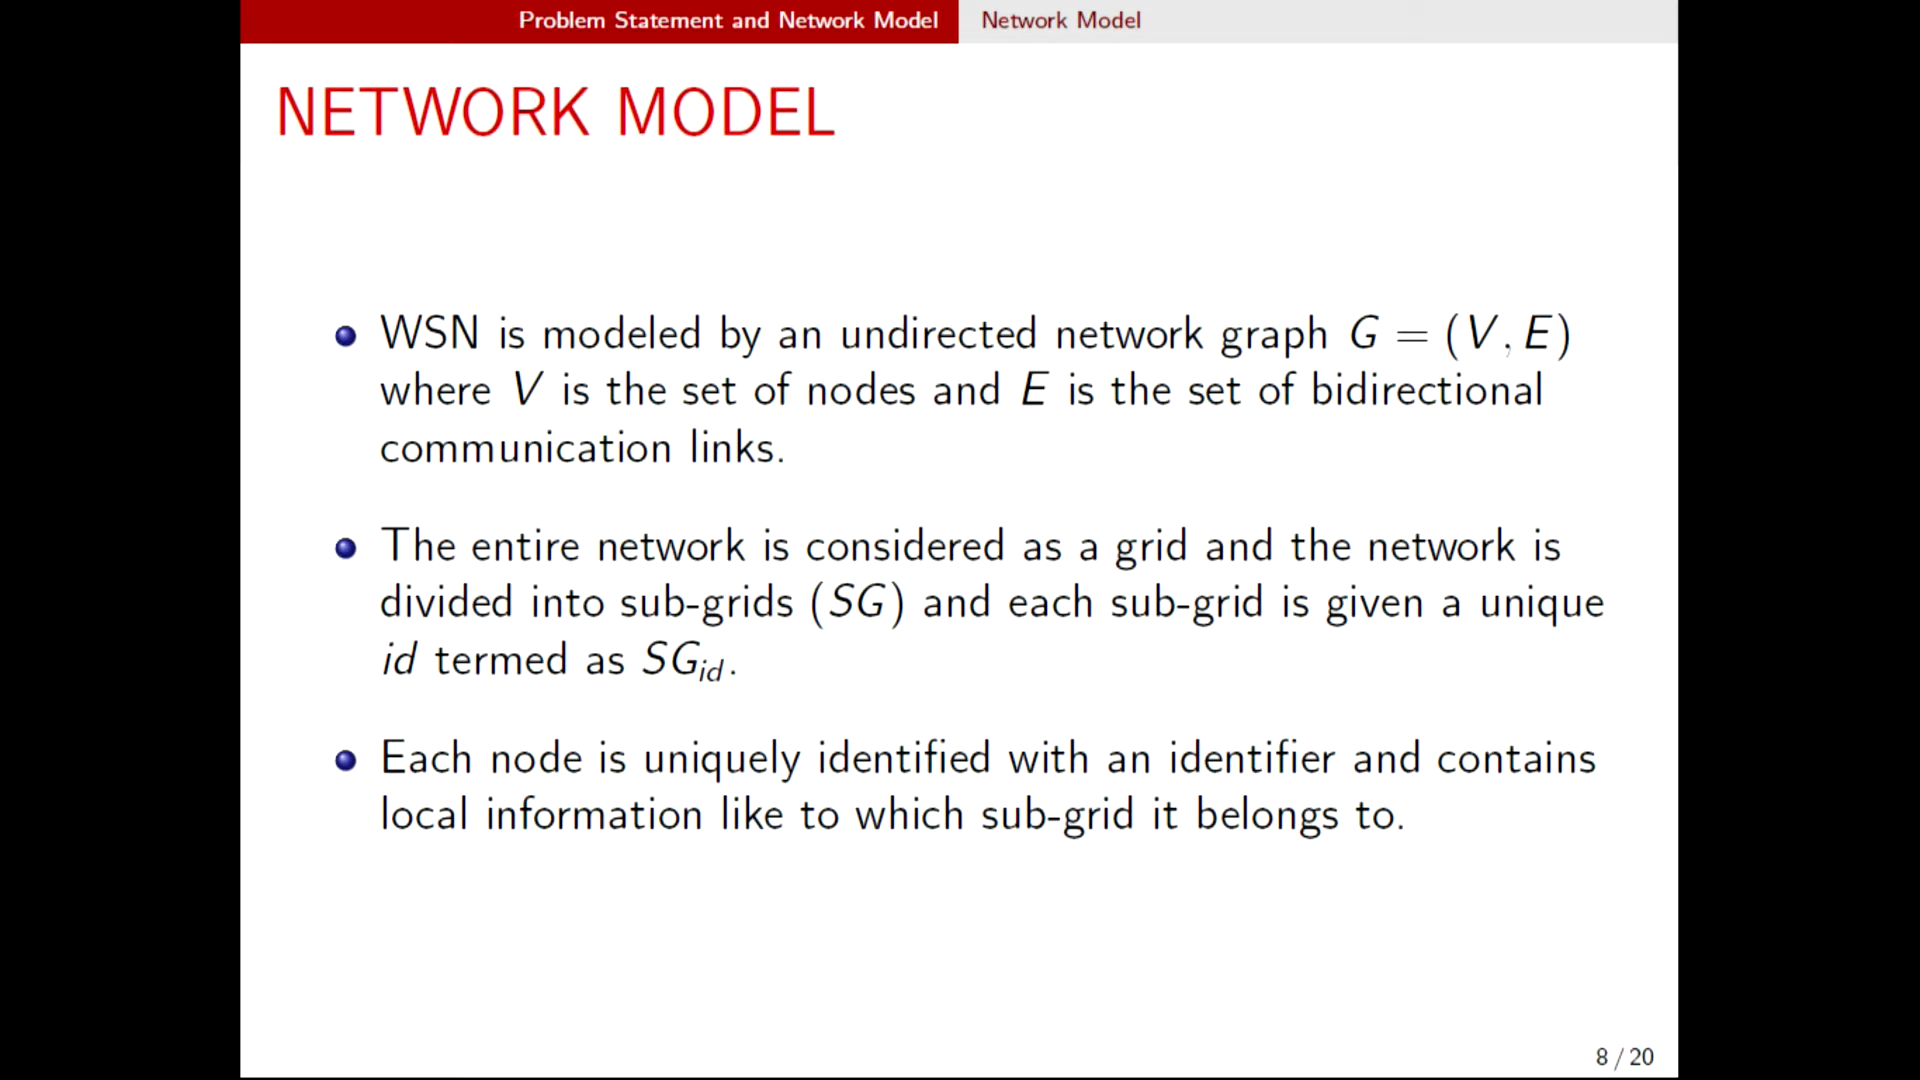 Problem Statement and Network Model
Network Model
NETWORK MODEL
WSN is modeled by an undirected network graph G = (V, E)
where V is the set of nodes and E is the set of bidirectional
communication links.
The entire network is considered as a grid and the network is
divided into sub-grids (SG) and each sub-grid is given a unique
id termed as SG_id.
Each node is uniquely identified with an identifier and contains
local information like to which sub-grid it belongs to.
8 / 20